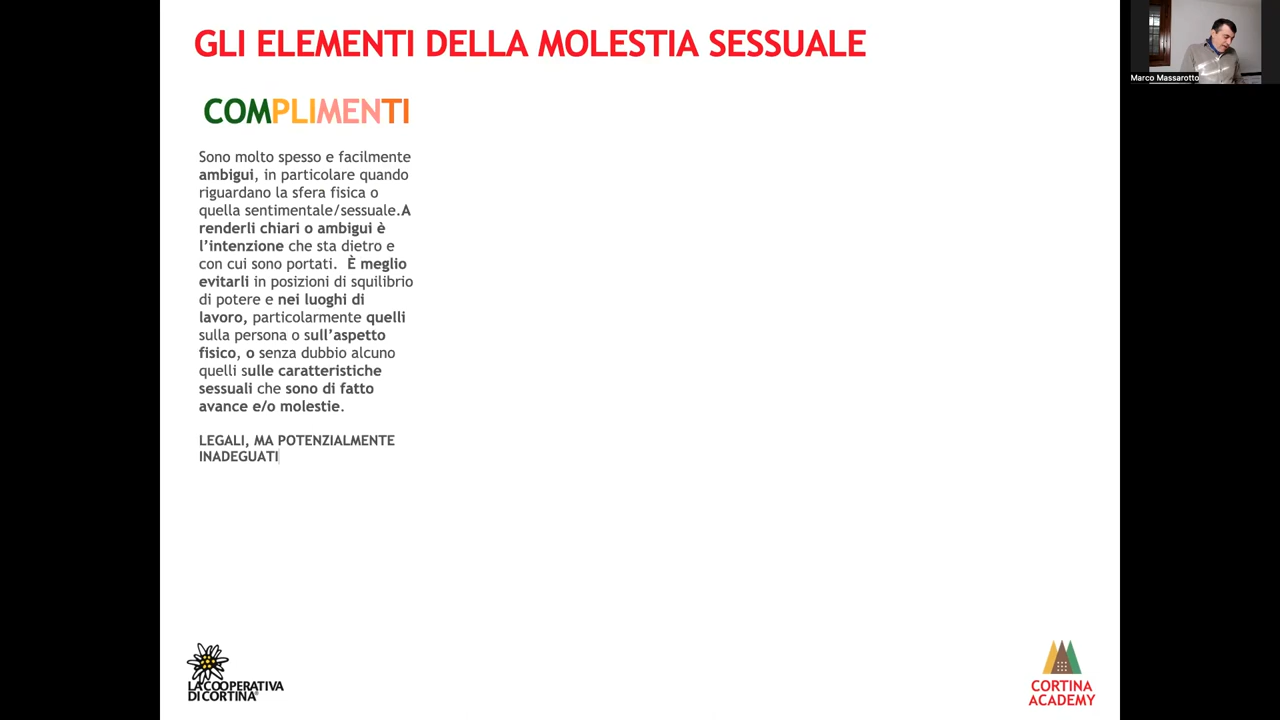 GLI ELEMENTI DELLA MOLESTIA SESSUALE
Marco Massarotto
COMPLIMENTI
Sono molto spesso e facilmente
ambigui, in particolare quando
riguardano la sfera fisica o
quella sentimentale/sessuale.A
renderli chiari o ambigui è
l’intenzione che sta dietro e
con cui sono portati.  È meglio
evitarli in posizioni di squilibrio
di potere e nei luoghi di
lavoro, particolarmente quelli
sulla persona o sull’aspetto
fisico, o senza dubbio alcuno
quelli sulle caratteristiche
sessuali che sono di fatto
avance e/o molestie.
LEGALI, MA POTENZIALMENTE
INADEGUATI
LA COOPERATIVA
DI CORTINA
CORTINA
ACADEMY